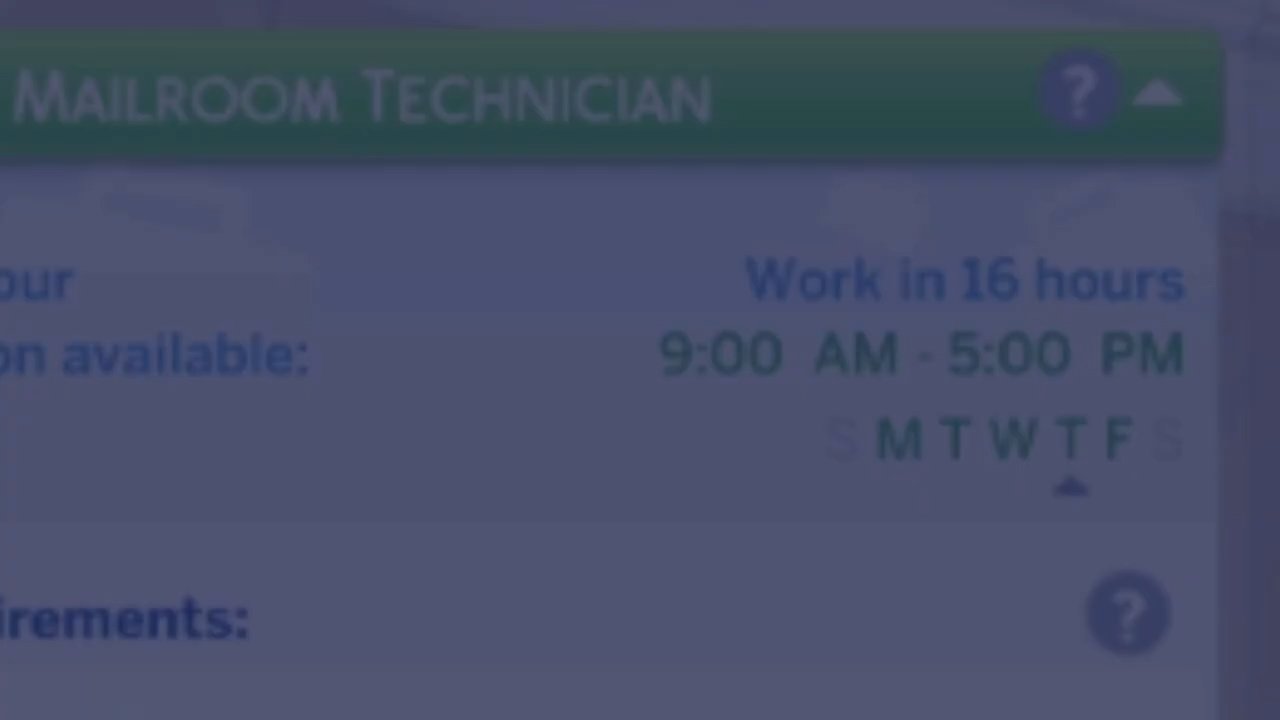 MAILROOM TECHNICIAN ?
our Work in 16 hours
on available: 9:00 AM - 5:00 PM
S M T W T F S
irements: ?